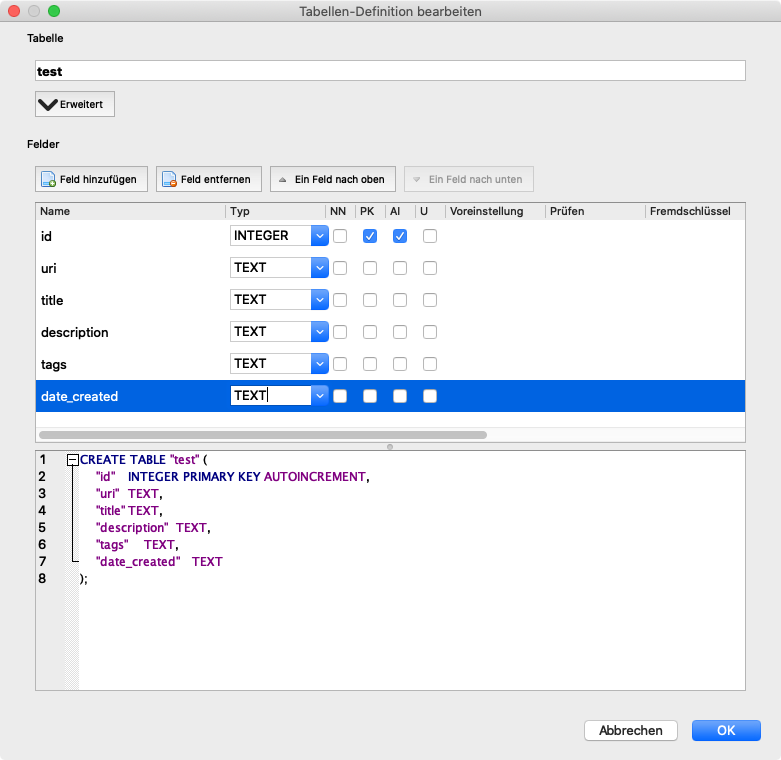 Tabellen-Definition bearbeiten
Tabelle
test
Erweitert
Felder
Feld hinzufügen Feld entfernen Ein Feld nach oben Ein Feld nach unten
Name Typ NN PK AI U Voreinstellung Prüfen Fremdschlüssel
id INTEGER
uri TEXT
title TEXT
description TEXT
tags TEXT
date_created TEXT
1 CREATE TABLE "test" (
2 "id" INTEGER PRIMARY KEY AUTOINCREMENT,
3 "uri" TEXT,
4 "title" TEXT,
5 "description" TEXT,
6 "tags" TEXT,
7 "date_created" TEXT
8 );
Abbrechen OK